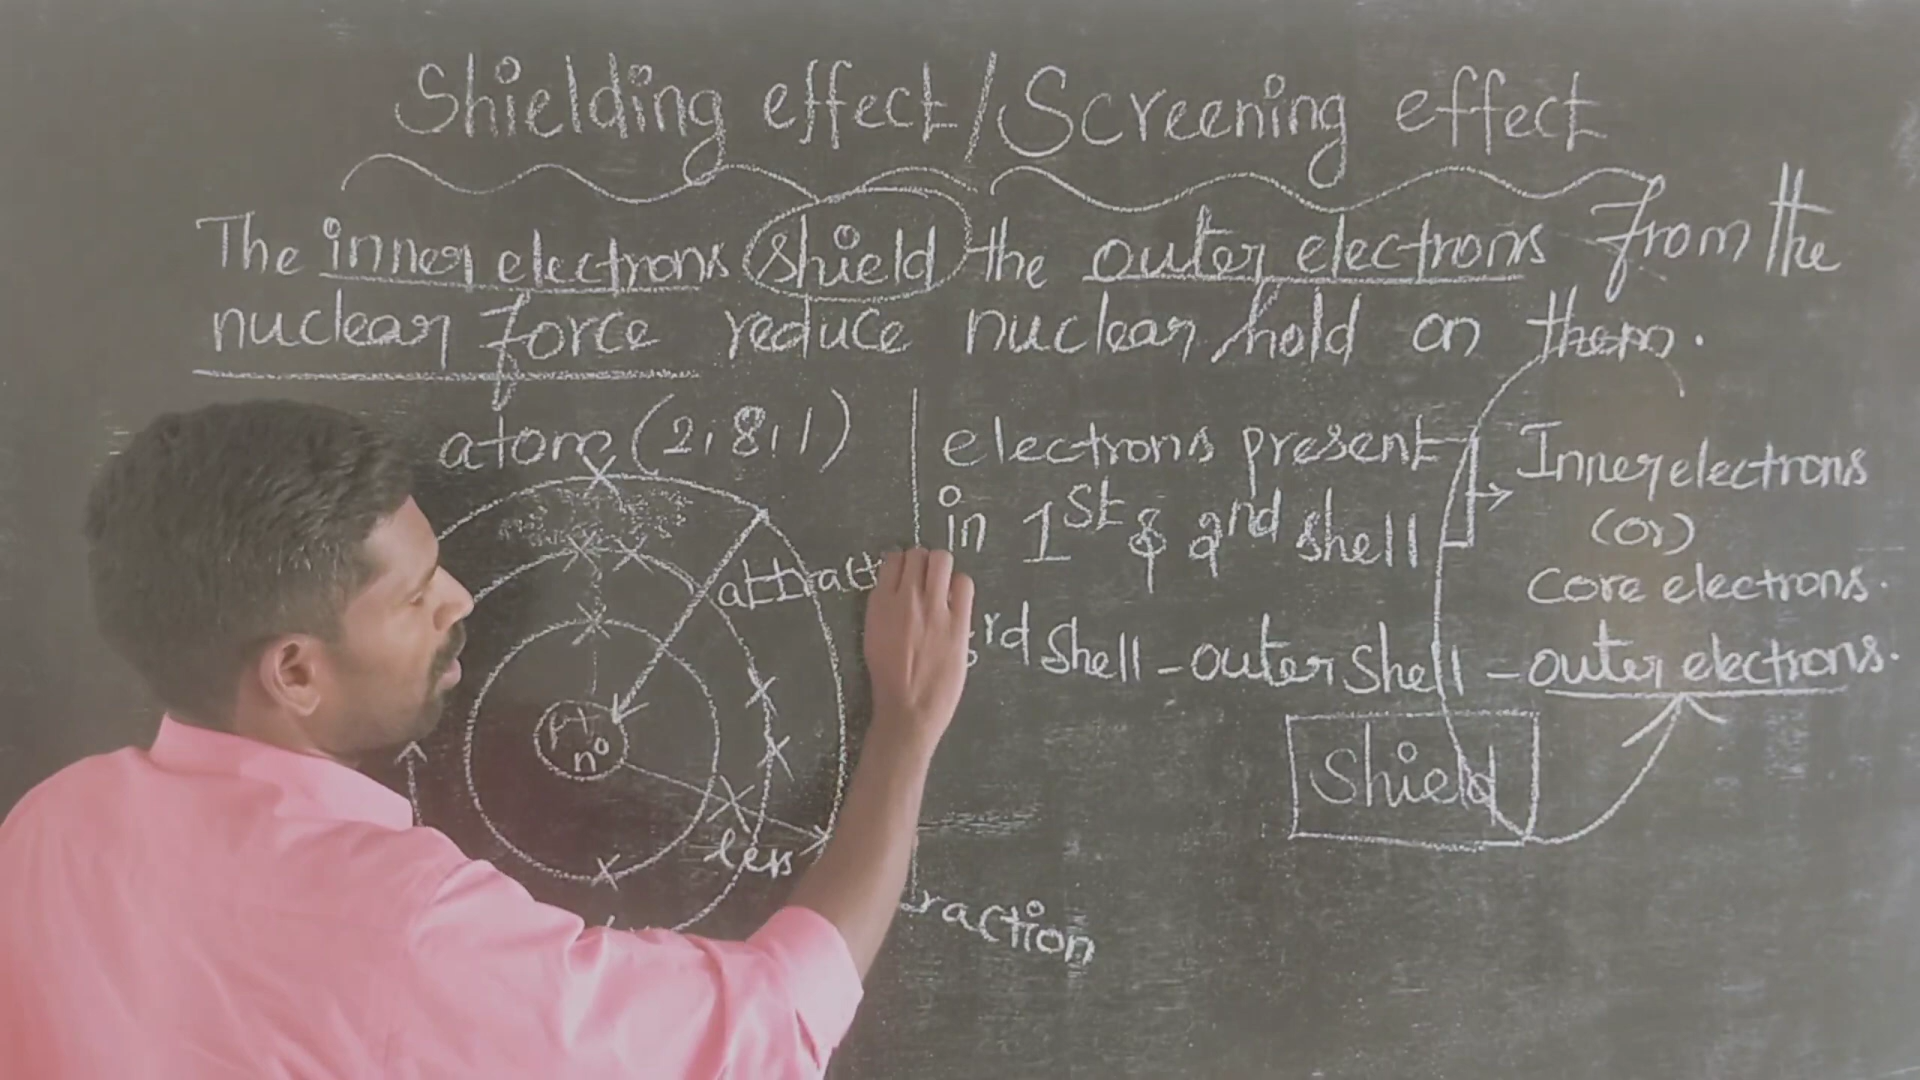 Shielding effect/Screening effect
The inner electrons shield the outer electrons from the
nuclear force reduce nuclear hold on them.
atom (2,8,1)
electrons present
in 1st & 2nd shell
Inner electrons
(or)
Core electrons.
rd shell - outer shell - outer electrons.
attract
n°
less
raction
Shield